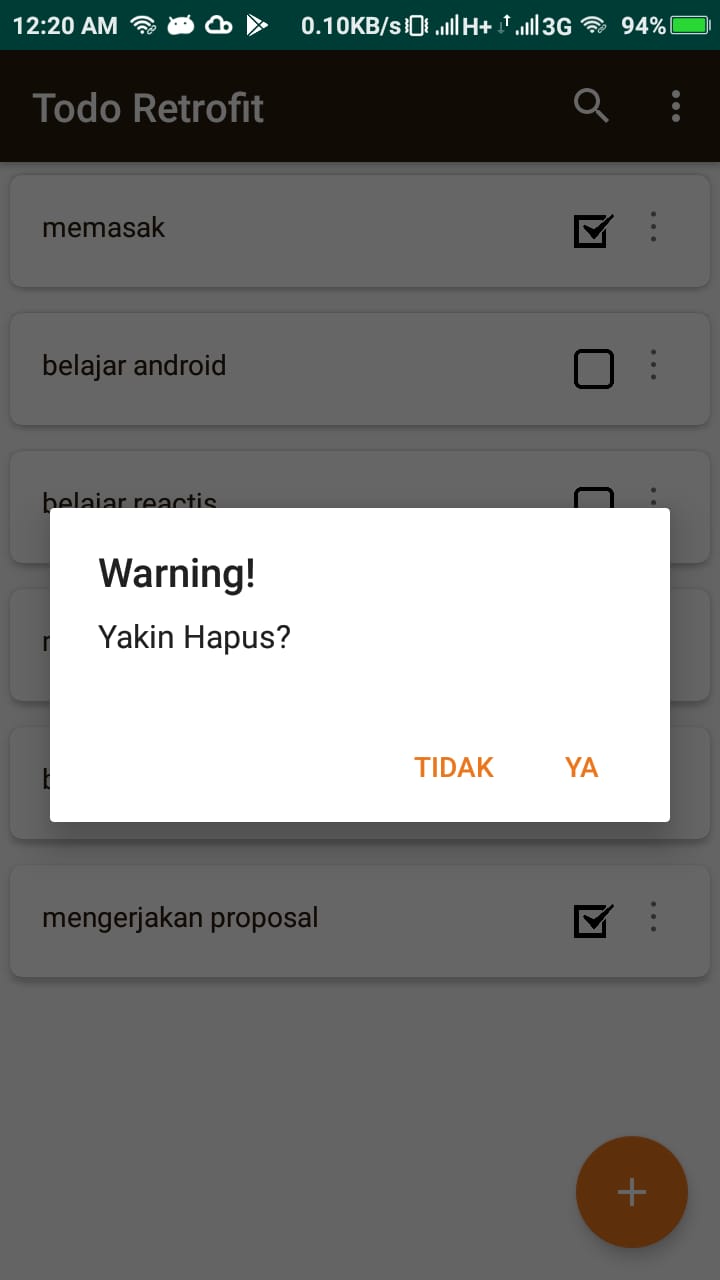 12:20 AM 0.10KB/s H+ 3G 94%
Todo Retrofit
memasak
belajar android
belajar reactjs
Warning!
Yakin Hapus?
TIDAK YA
mengerjakan proposal